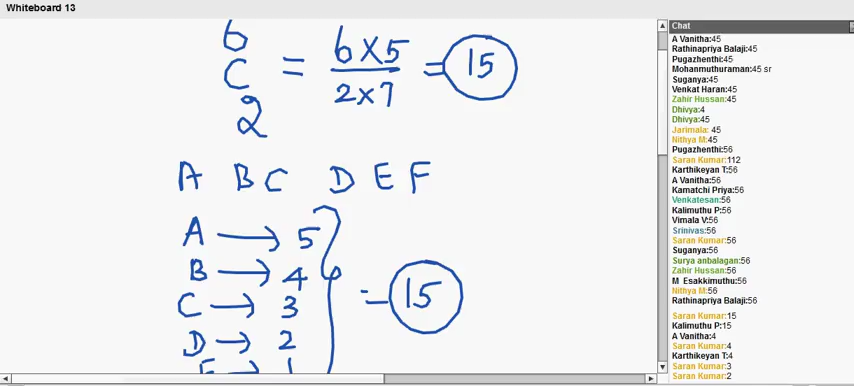 Whiteboard 13
6
C = 6×5 = 15
2×7
2
A B C D E F
A → 5
B → 4
C → 3 = 15
D → 2
E → 1
Chat
A Vanitha:45
Rathinapriya Balaji:45
Pugazhenthi:45
Mohanmuthuraman:45 sr
Suganya:45
Venkat Haran:45
Zahir Hussan:45
Dhivya:4
Dhivya:45
Jarimala: 45
Nithya M:45
Pugazhenthi:56
Saran Kumar:112
Karthikeyan T:56
A Vanitha:56
Kamatchi Priya:56
Venkatesan:56
Kalimuthu P:56
Vimala V:56
Srinivas:56
Saran Kumar:56
Suganya:56
Surya anbalagan:56
Zahir Hussan:56
M Esakkimuthu:56
Nithya M:56
Rathinapriya Balaji:56
Saran Kumar:15
Kalimuthu P:15
A Vanitha:4
Saran Kumar:4
Karthikeyan T:4
Saran Kumar:3
Saran Kumar:2